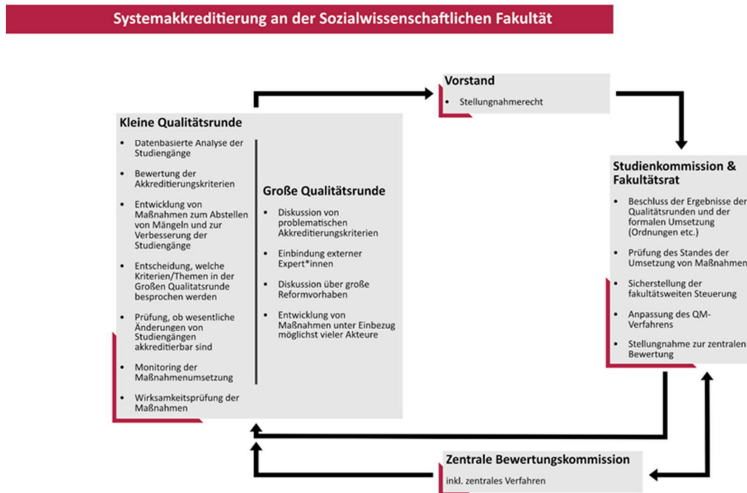 Systemakkreditierung an der Sozialwissenschaftlichen Fakultät
Vorstand
• Stellungnahmerecht
Kleine Qualitätsrunde
• Datenbasierte Analyse der
Studiengänge
• Bewertung der
Akkreditierungskriterien
• Entwicklung von
Maßnahmen zum Abstellen
von Mängeln und zur
Verbesserung der
Studiengänge
• Entscheidung, welche
Kriterien/Themen in der
Großen Qualitatsrunde
besprochen werden
• Prüfung, ob wesentliche
Änderungen von
Studiengängen
akkreditierbar sind
• Monitoring der
Maßnahmenumsetzung
• Wirksamkeitsprüfung der
Maßnahmen
Große Qualitätsrunde
• Diskussion von
problematischen
Akkreditierungskriterien
• Einbindung externer
Expert*innen
• Diskussion über große
Reformvorhaben
• Entwicklung von
Maßnahmen unter Einbezug
möglichst vieler Akteure
Studienkommission &
Fakultätsrat
• Beschluss der Ergebnisse der
Qualitätsrunden und der
formalen Umsetzung
(Ordnungen etc.)
• Prüfung des Standes der
Umsetzung von Maßnahmen
• Sicherstellung der
fakultätsweiten Steuerung
• Anpassung des QM-
Verfahrens
• Stellungnahme zur zentralen
Bewertung
Zentrale Bewertungskommission
inkl. zentrales Verfahren